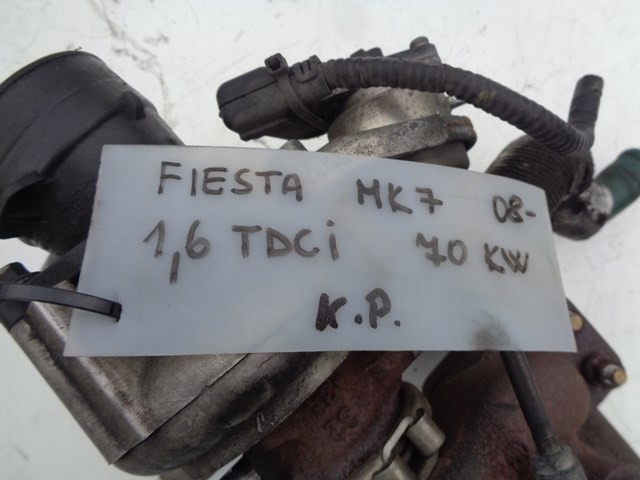 FIESTA MK7 08-
1,6 TDCi 70 KW
K.P.